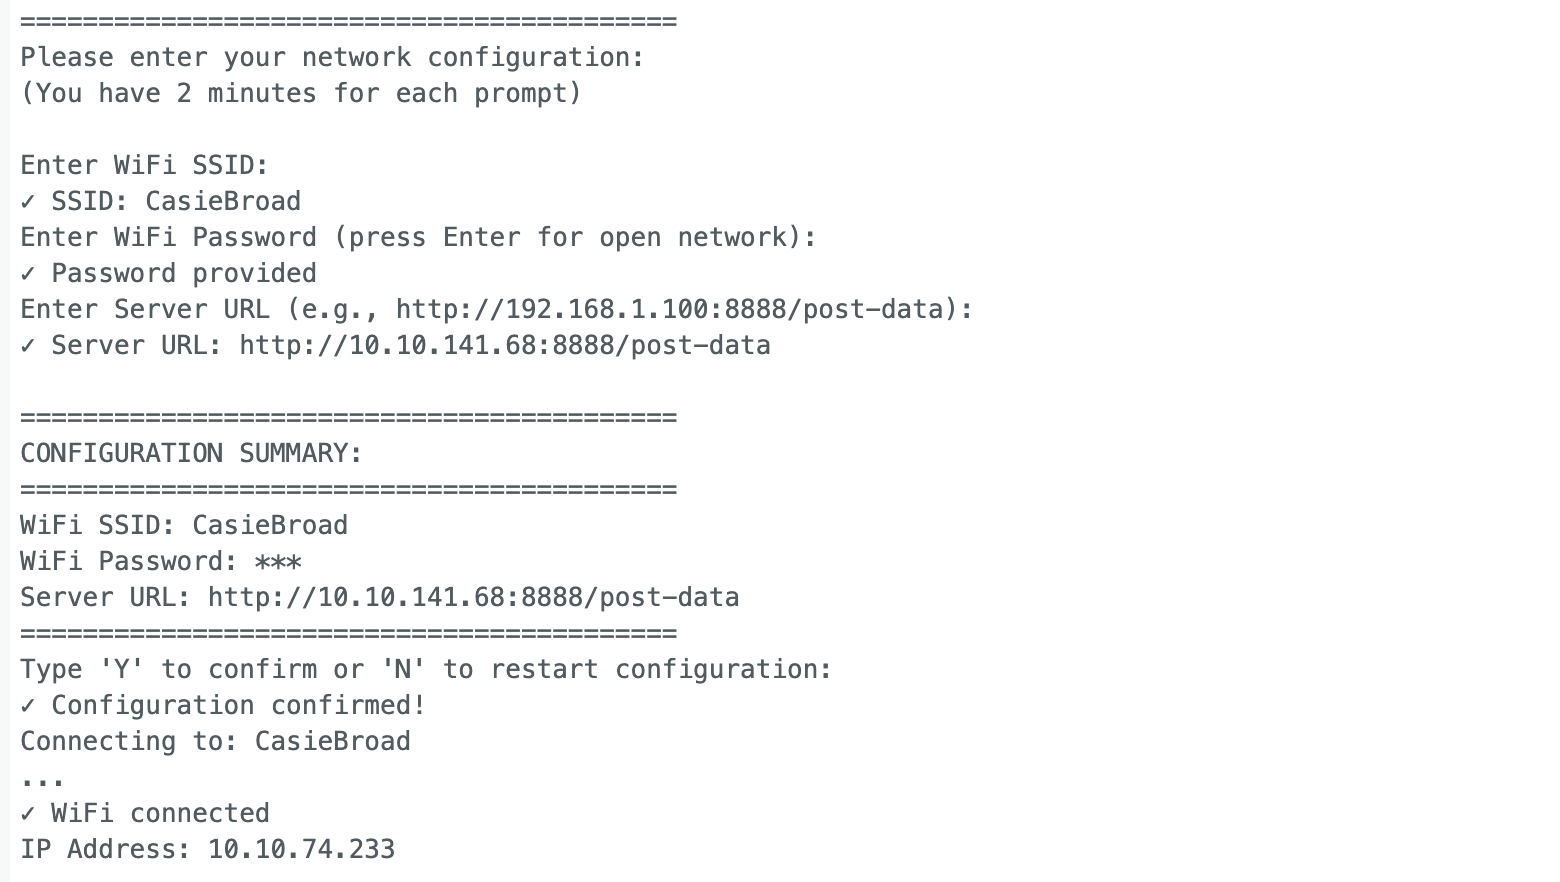 ==========================================
Please enter your network configuration:
(You have 2 minutes for each prompt)

Enter WiFi SSID:
✓ SSID: CasieBroad
Enter WiFi Password (press Enter for open network):
✓ Password provided
Enter Server URL (e.g., http://192.168.1.100:8888/post-data):
✓ Server URL: http://10.10.141.68:8888/post-data

==========================================
CONFIGURATION SUMMARY:
==========================================
WiFi SSID: CasieBroad
WiFi Password: ***
Server URL: http://10.10.141.68:8888/post-data
==========================================
Type 'Y' to confirm or 'N' to restart configuration:
✓ Configuration confirmed!
Connecting to: CasieBroad
...
✓ WiFi connected
IP Address: 10.10.74.233